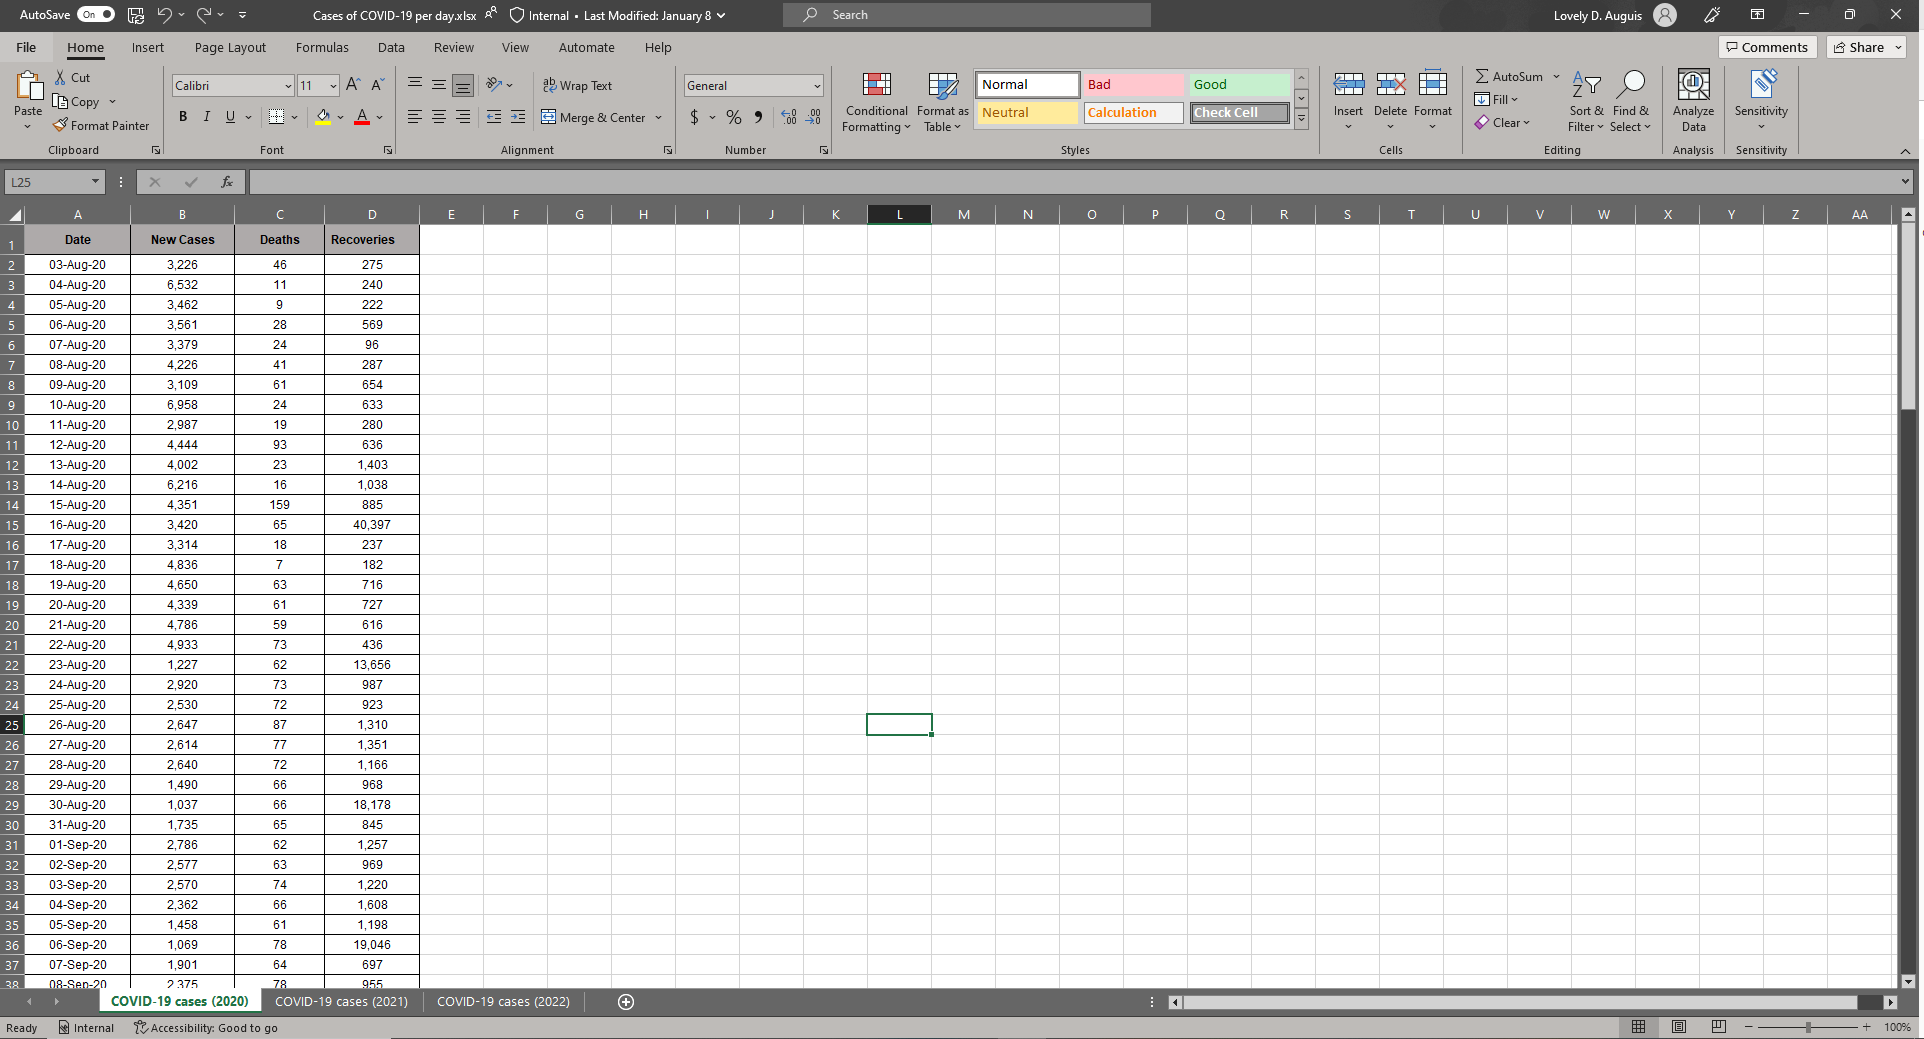 AutoSave On Cases of COVID-19 per day.xlsx Internal • Last Modified: January 8 Search Lovely D. Auguis
File Home Insert Page Layout Formulas Data Review View Automate Help Comments Share
Paste Cut Copy Format Painter
Calibri 11 B I U A
Wrap Text Merge & Center
General $ % 9
Conditional Formatting Format as Table
Normal Bad Good
Neutral Calculation Check Cell
Insert Delete Format
AutoSum Fill Clear Sort & Filter Find & Select
Analyze Data Sensitivity
Clipboard Font Alignment Number Styles Cells Editing Analysis Sensitivity
L25 fx
A B C D E F G H I J K L M N O P Q R S T U V W X Y Z AA
1 Date New Cases Deaths Recoveries
2 03-Aug-20 3,226 46 275
3 04-Aug-20 6,532 11 240
4 05-Aug-20 3,462 9 222
5 06-Aug-20 3,561 28 569
6 07-Aug-20 3,379 24 96
7 08-Aug-20 4,226 41 287
8 09-Aug-20 3,109 61 654
9 10-Aug-20 6,958 24 633
10 11-Aug-20 2,987 19 280
11 12-Aug-20 4,444 93 636
12 13-Aug-20 4,002 23 1,403
13 14-Aug-20 6,216 16 1,038
14 15-Aug-20 4,351 159 885
15 16-Aug-20 3,420 65 40,397
16 17-Aug-20 3,314 18 237
17 18-Aug-20 4,836 7 182
18 19-Aug-20 4,650 63 716
19 20-Aug-20 4,339 61 727
20 21-Aug-20 4,786 59 616
21 22-Aug-20 4,933 73 436
22 23-Aug-20 1,227 62 13,656
23 24-Aug-20 2,920 73 987
24 25-Aug-20 2,530 72 923
25 26-Aug-20 2,647 87 1,310
26 27-Aug-20 2,614 77 1,351
27 28-Aug-20 2,640 72 1,166
28 29-Aug-20 1,490 66 968
29 30-Aug-20 1,037 66 18,178
30 31-Aug-20 1,735 65 845
31 01-Sep-20 2,786 62 1,257
32 02-Sep-20 2,577 63 969
33 03-Sep-20 2,570 74 1,220
34 04-Sep-20 2,362 66 1,608
35 05-Sep-20 1,458 61 1,198
36 06-Sep-20 1,069 78 19,046
37 07-Sep-20 1,901 64 697
38 08-Sep-20 2,375 78 955
COVID-19 cases (2020) COVID-19 cases (2021) COVID-19 cases (2022)
Ready Internal Accessibility: Good to go 100%